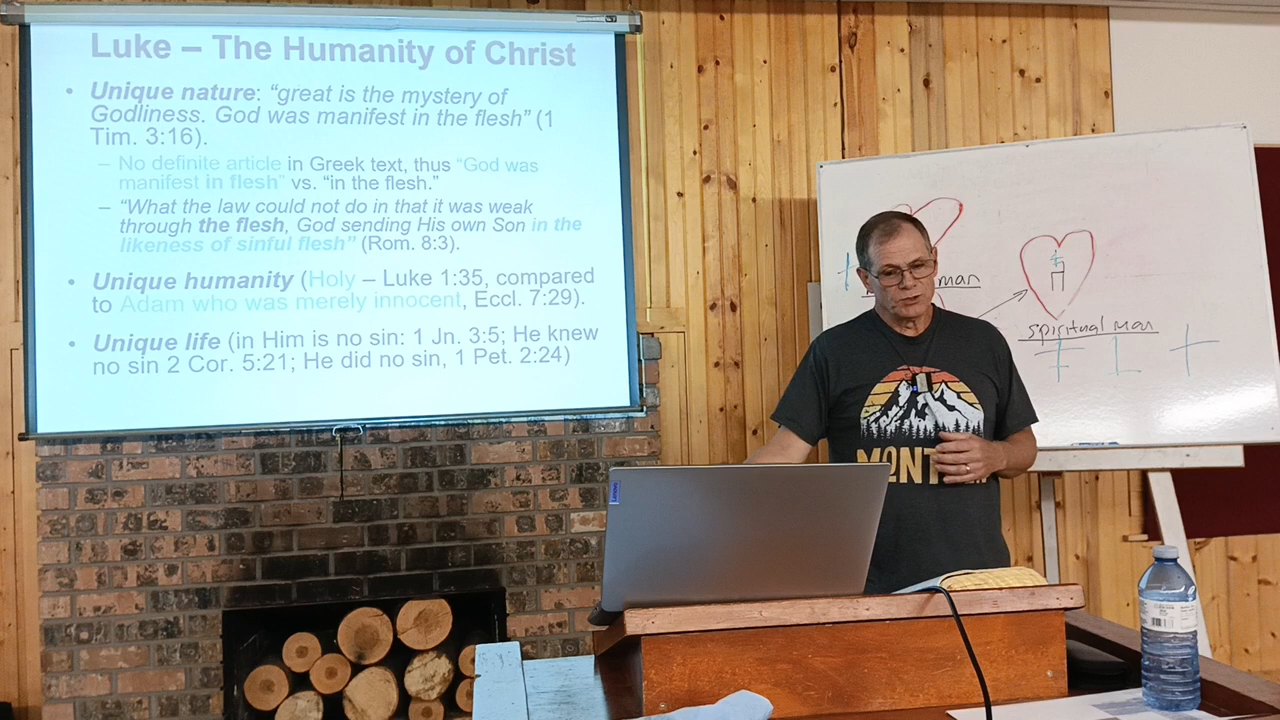 Luke – The Humanity of Christ
• Unique nature: “great is the mystery of
Godliness. God was manifest in the flesh” (1
Tim. 3:16).
– No definite article in Greek text, thus “God was
manifest in flesh” vs. “in the flesh.”
– “What the law could not do in that it was weak
through the flesh, God sending His own Son in the
likeness of sinful flesh” (Rom. 8:3).
• Unique humanity (Holy – Luke 1:35, compared
to Adam who was merely innocent, Eccl. 7:29).
• Unique life (in Him is no sin: 1 Jn. 3:5; He knew
no sin 2 Cor. 5:21; He did no sin, 1 Pet. 2:24)
man
spiritual man
MONT
Lenovo